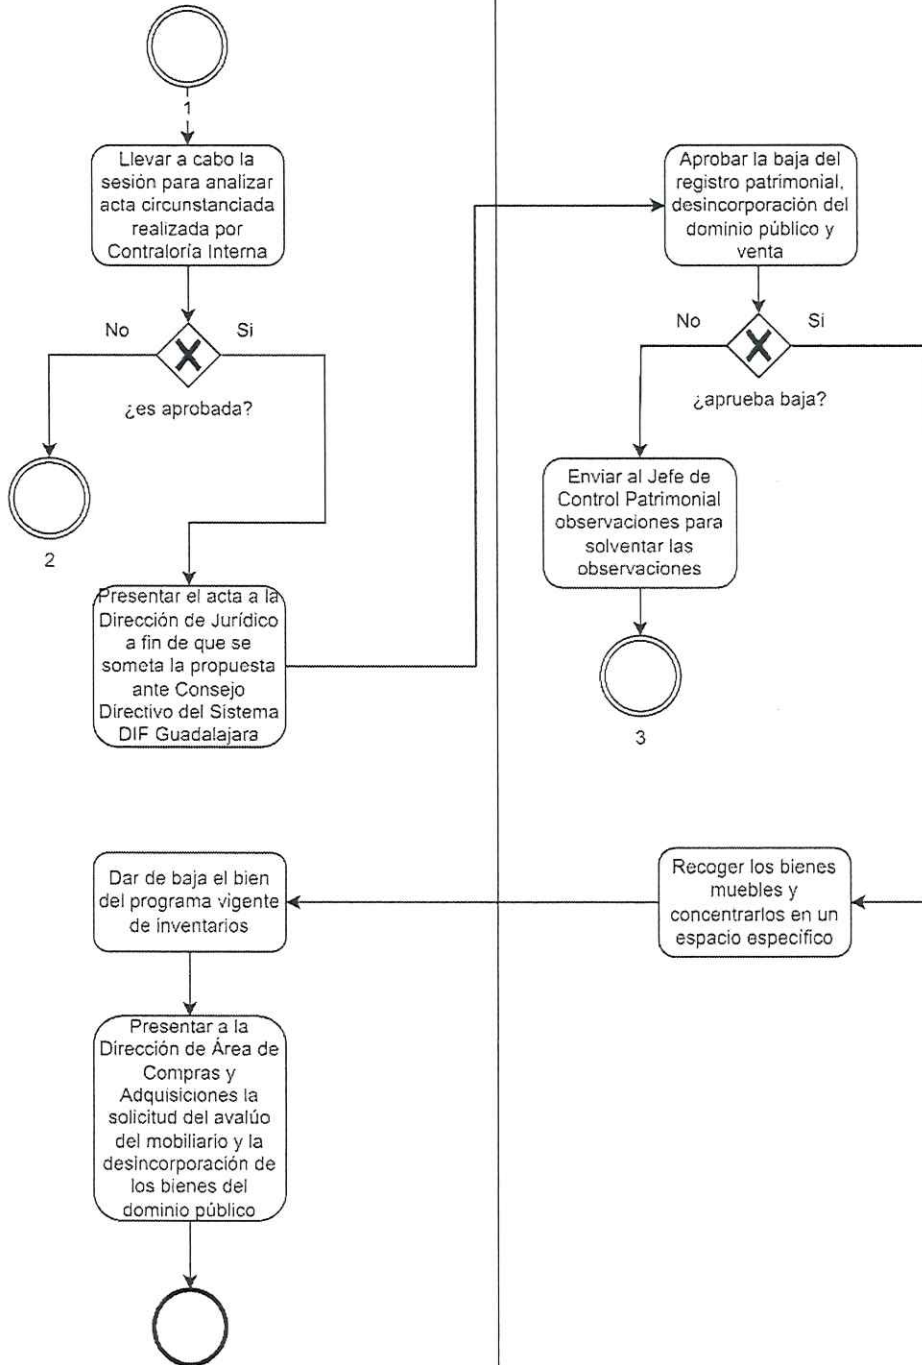 1
Llevar a cabo la
sesión para analizar
acta circunstanciada
realizada por
Contraloría Interna
No
Si
¿es aprobada?
2
Presentar el acta a la
Dirección de Jurídico
a fin de que se
someta la propuesta
ante Consejo
Directivo del Sistema
DIF Guadalajara
Aprobar la baja del
registro patrimonial,
desincorporación del
dominio público y
venta
No
Si
¿aprueba baja?
Enviar al Jefe de
Control Patrimonial
observaciones para
solventar las
observaciones
3
Recoger los bienes
muebles y
concentrarlos en un
espacio específico
Dar de baja el bien
del programa vigente
de inventarios
Presentar a la
Dirección de Área de
Compras y
Adquisiciones la
solicitud del avalúo
del mobiliario y la
desincorporación de
los bienes del
dominio público